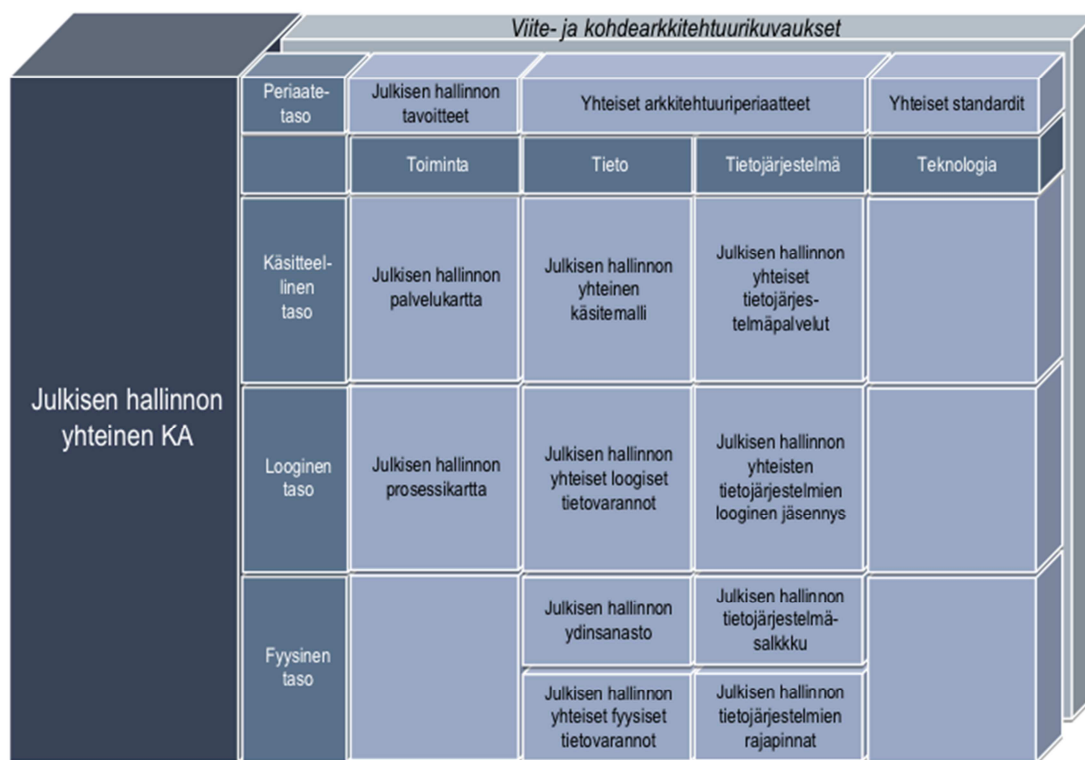 Viite- ja kohdearkkitehtuurikuvaukset
Julkisen hallinnon
yhteinen KA
Periaate-
taso
Julkisen hallinnon
tavoitteet
Yhteiset arkkitehtuuriperiaatteet
Yhteiset standardit
Toiminta
Tieto
Tietojärjestelmä
Teknologia
Käsitteel-
linen
taso
Julkisen hallinnon
palvelukartta
Julkisen hallinnon
yhteinen
käsitemalli
Julkisen hallinnon
yhteiset
tietojärjes-
telmäpalvelut
Looginen
taso
Julkisen hallinnon
prosessikartta
Julkisen hallinnon
yhteiset loogiset
tietovarannot
Julkisen hallinnon
yhteisten
tietojärjestelmien
looginen jäsennys
Fyysinen
taso
Julkisen hallinnon
ydinsanasto
Julkisen hallinnon
tietojärjestelmä-
salkkku
Julkisen hallinnon
yhteiset fyysiset
tietovarannot
Julkisen hallinnon
tietojärjestelmien
rajapinnat